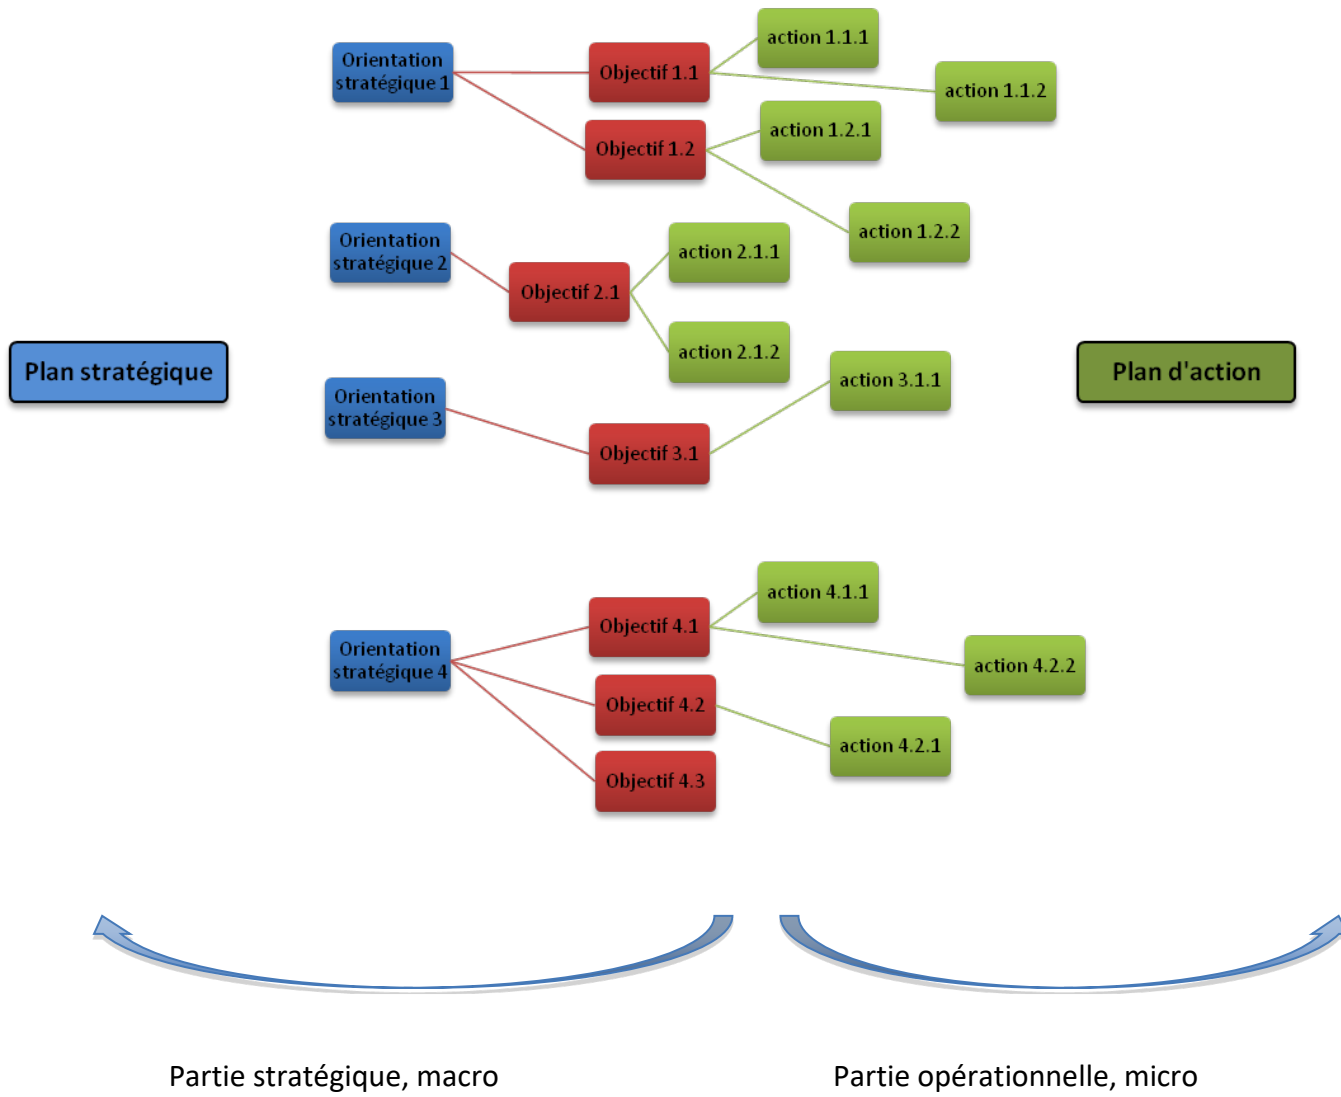 Orientation
stratégique 1
Objectif 1.1
action 1.1.1
action 1.1.2
Objectif 1.2
action 1.2.1
action 1.2.2
Orientation
stratégique 2
Objectif 2.1
action 2.1.1
action 2.1.2
Plan stratégique
Plan d'action
Orientation
stratégique 3
Objectif 3.1
action 3.1.1
Orientation
stratégique 4
Objectif 4.1
action 4.1.1
action 4.2.2
Objectif 4.2
action 4.2.1
Objectif 4.3
Partie stratégique, macro
Partie opérationnelle, micro